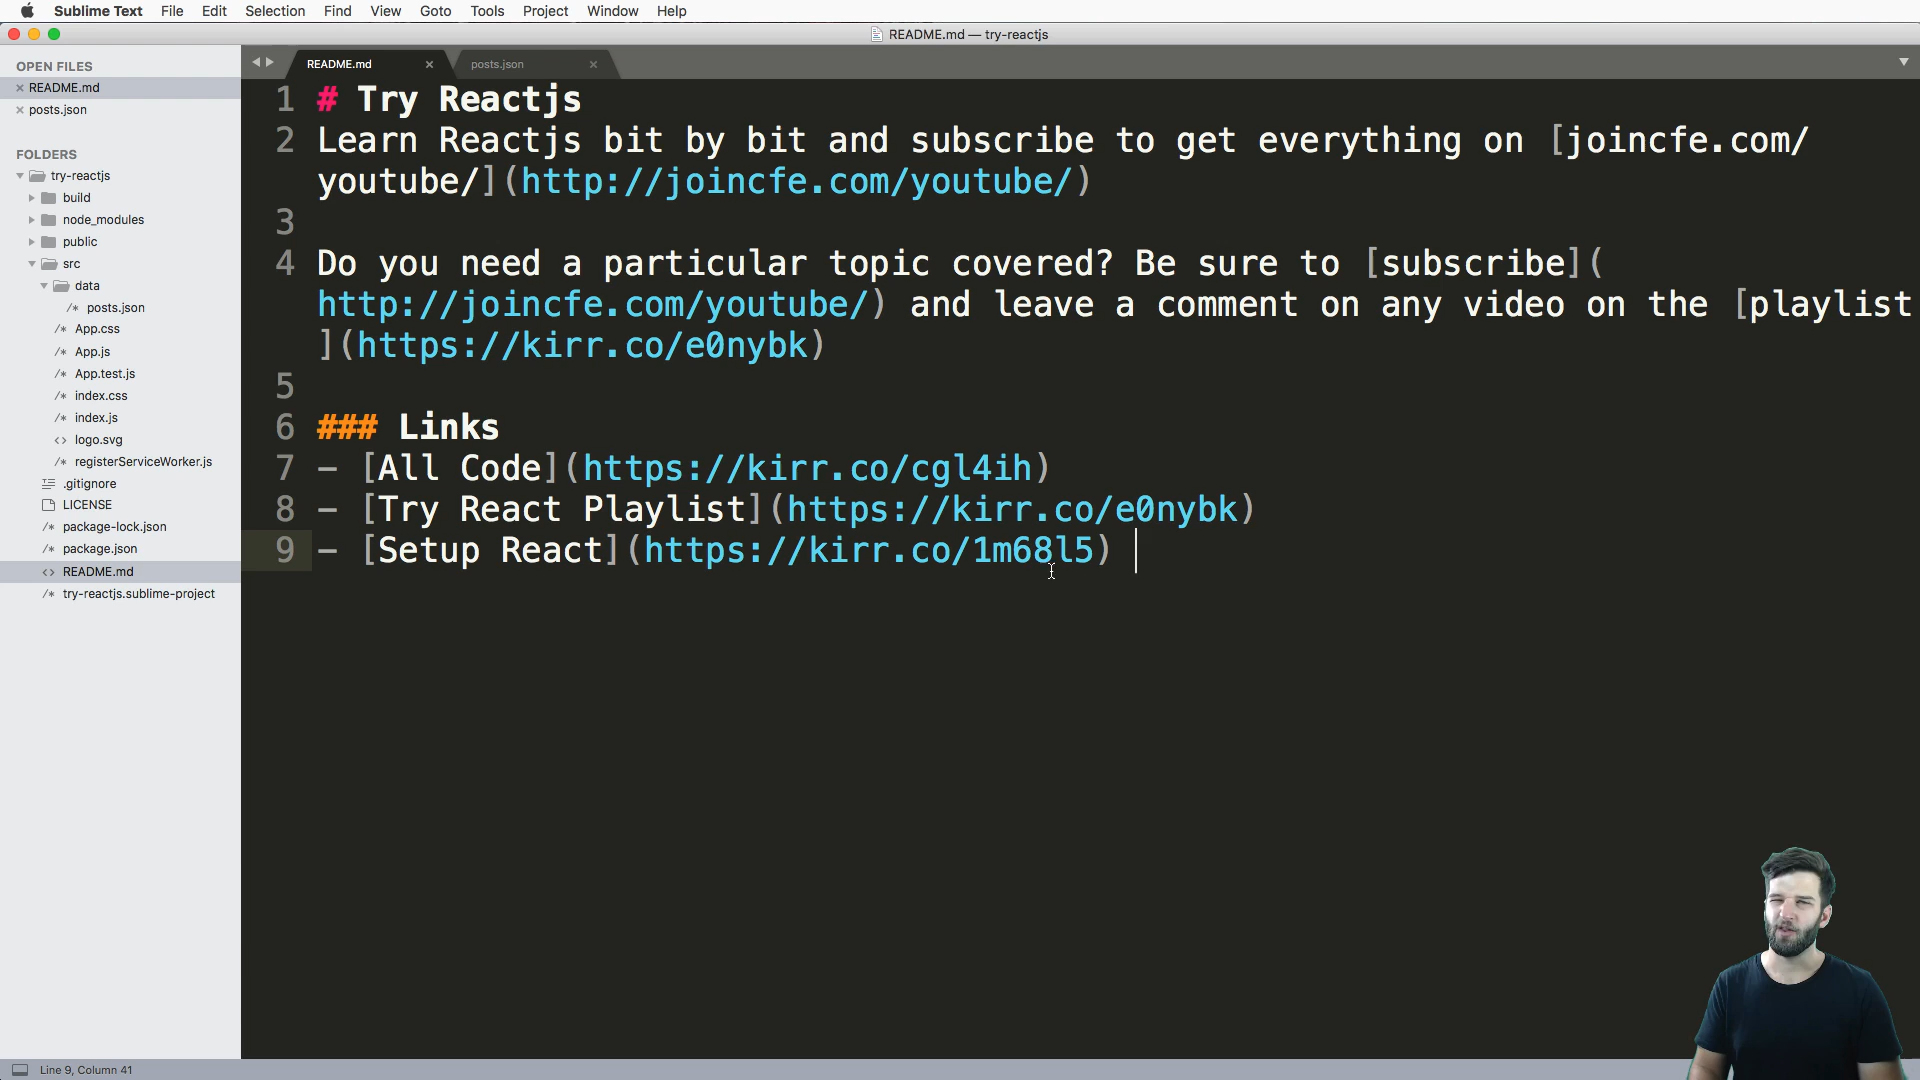 Sublime Text File Edit Selection Find View Goto Tools Project Window Help
README.md — try-reactjs
OPEN FILES
README.md
posts.json
FOLDERS
try-reactjs
build
node_modules
public
src
data
/* posts.json
/* App.css
/* App.js
/* App.test.js
/* index.css
/* index.js
<> logo.svg
/* registerServiceWorker.js
.gitignore
LICENSE
/* package-lock.json
/* package.json
<> README.md
/* try-reactjs.sublime-project
README.md posts.json
1 # Try Reactjs
2 Learn Reactjs bit by bit and subscribe to get everything on [joincfe.com/
youtube/](http://joincfe.com/youtube/)
3
4 Do you need a particular topic covered? Be sure to [subscribe](
http://joincfe.com/youtube/) and leave a comment on any video on the [playlist
](https://kirr.co/e0nybk)
5
6 ### Links
7 - [All Code](https://kirr.co/cgl4ih)
8 - [Try React Playlist](https://kirr.co/e0nybk)
9 - [Setup React](https://kirr.co/1m68l5)
Line 9, Column 41